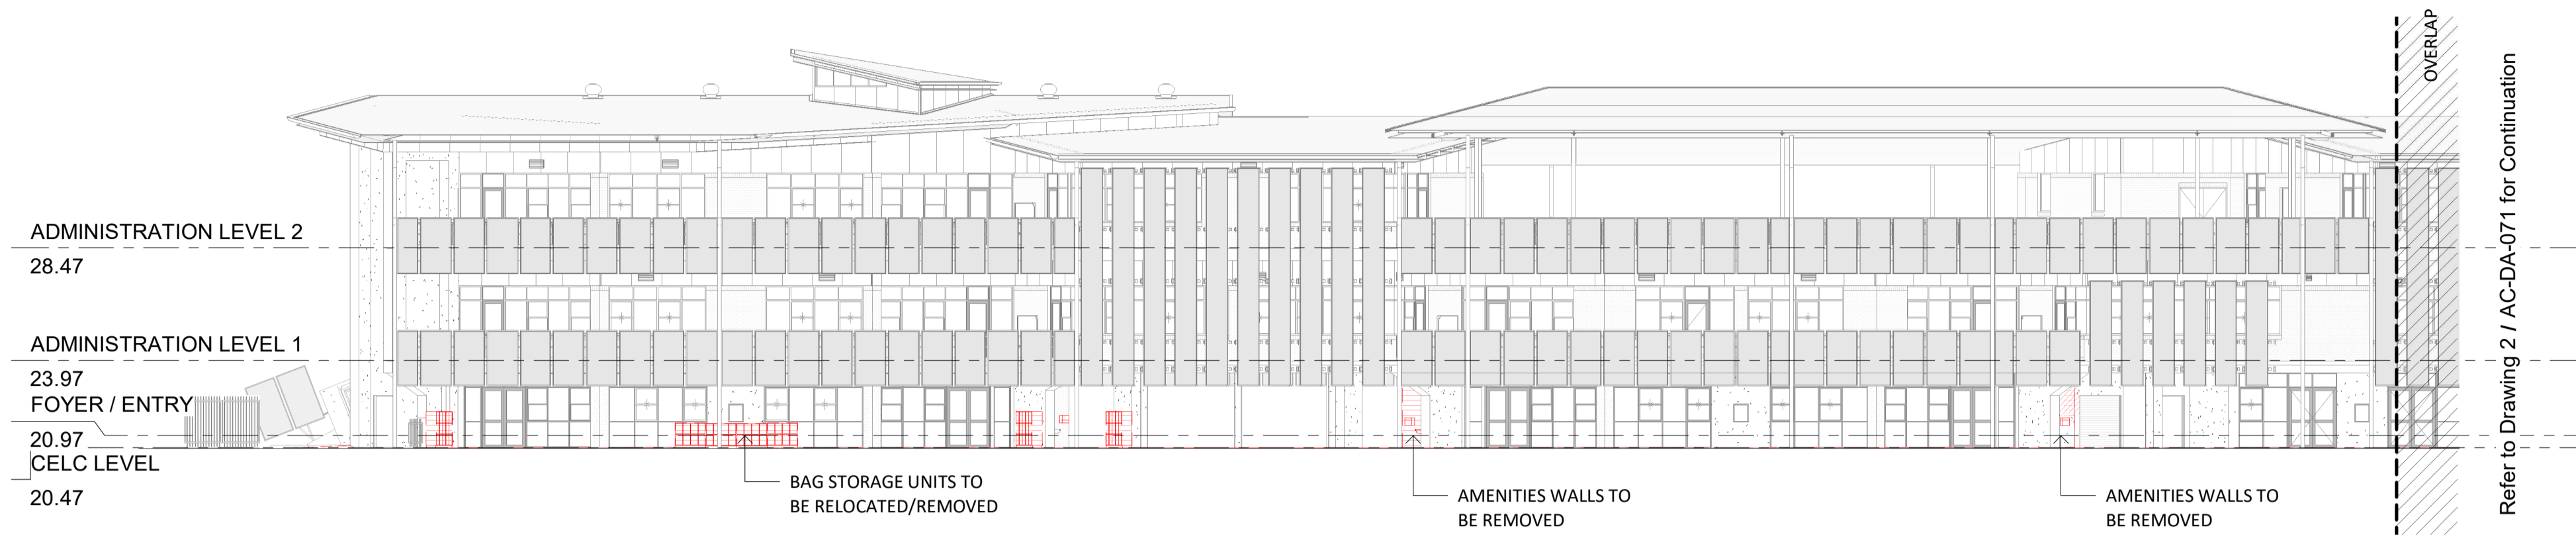 OVERLAP
Refer to Drawing 2 / AC-DA-071 for Continuation
ADMINISTRATION LEVEL 2
28.47
ADMINISTRATION LEVEL 1
23.97
FOYER / ENTRY
20.97
CELC LEVEL
20.47
BAG STORAGE UNITS TO
BE RELOCATED/REMOVED
AMENITIES WALLS TO
BE REMOVED
AMENITIES WALLS TO
BE REMOVED